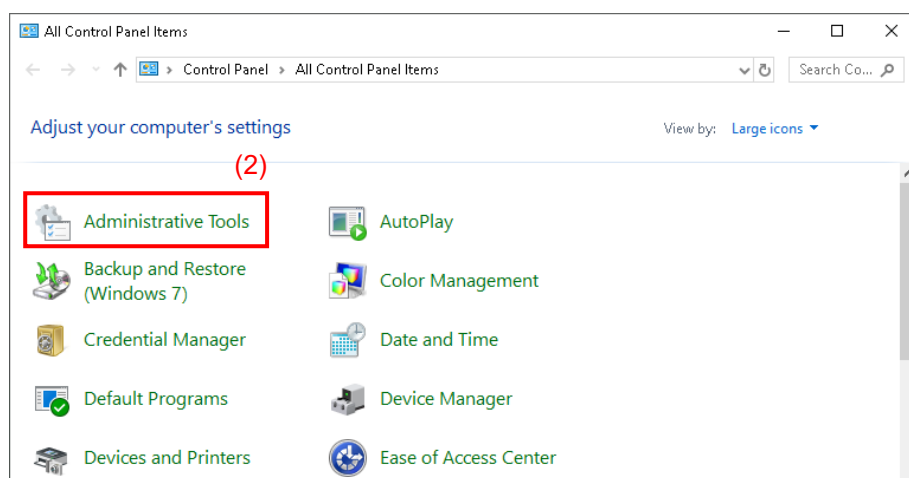 All Control Panel Items
Control Panel > All Control Panel Items
Search Co...
Adjust your computer's settings
View by: Large icons
(2)
Administrative Tools
AutoPlay
Backup and Restore
(Windows 7)
Color Management
Credential Manager
Date and Time
Default Programs
Device Manager
Devices and Printers
Ease of Access Center